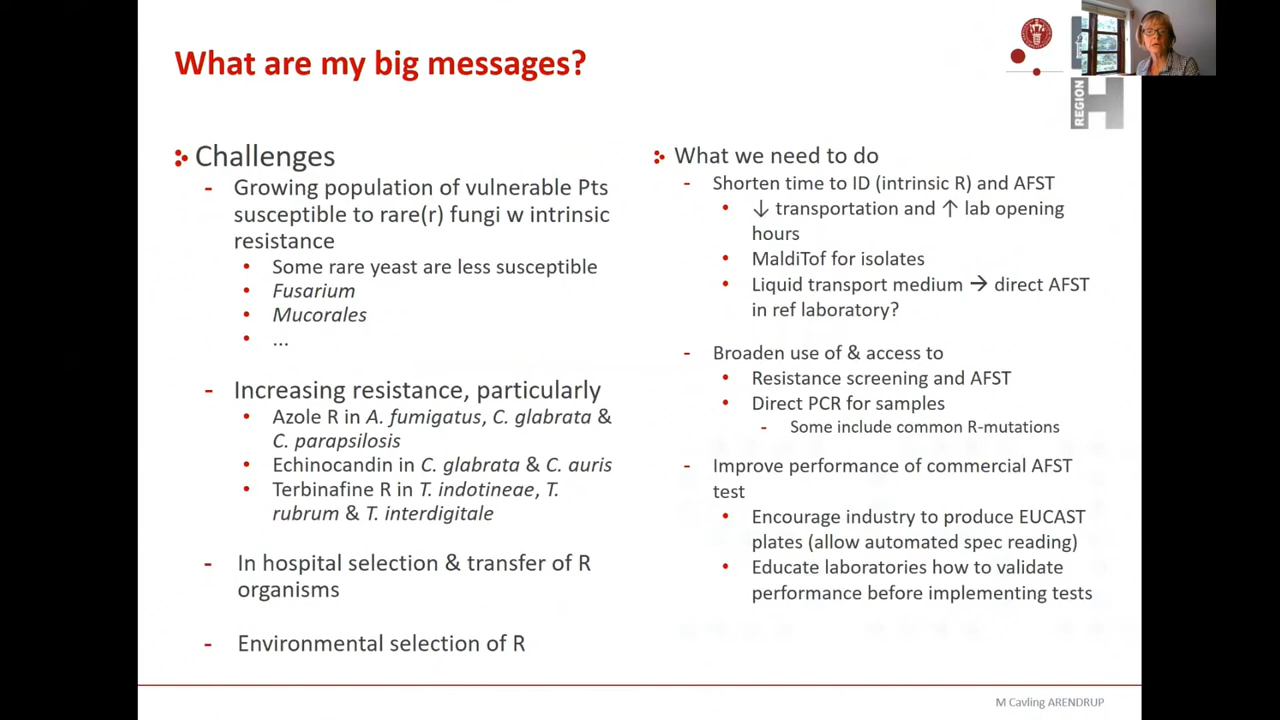 What are my big messages?
REGION
H
Challenges
- Growing population of vulnerable Pts
susceptible to rare(r) fungi w intrinsic
resistance
• Some rare yeast are less susceptible
• Fusarium
• Mucorales
• ...
- Increasing resistance, particularly
• Azole R in A. fumigatus, C. glabrata &
C. parapsilosis
• Echinocandin in C. glabrata & C. auris
• Terbinafine R in T. indotineae, T.
rubrum & T. interdigitale
- In hospital selection & transfer of R
organisms
- Environmental selection of R
What we need to do
- Shorten time to ID (intrinsic R) and AFST
• ↓ transportation and ↑ lab opening
hours
• MaldiTof for isolates
• Liquid transport medium → direct AFST
in ref laboratory?
- Broaden use of & access to
• Resistance screening and AFST
• Direct PCR for samples
- Some include common R-mutations
- Improve performance of commercial AFST
test
• Encourage industry to produce EUCAST
plates (allow automated spec reading)
• Educate laboratories how to validate
performance before implementing tests
M Cavling ARENDRUP